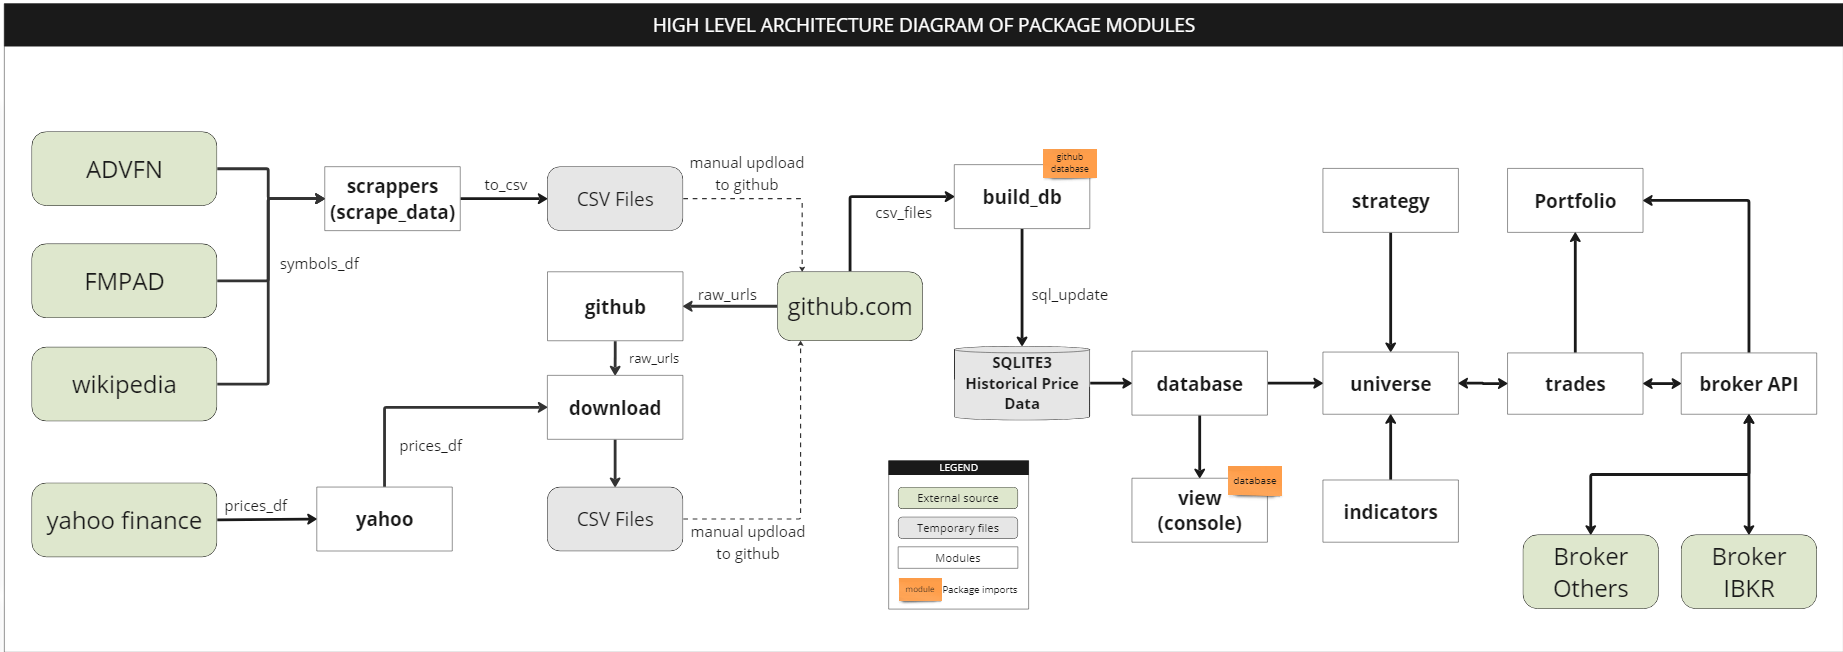 HIGH LEVEL ARCHITECTURE DIAGRAM OF PACKAGE MODULES
ADVFN
FMPAD
wikipedia
yahoo finance
symbols_df
prices_df
scrappers
(scrape_data)
to_csv
CSV Files
manual updload
to github
github
raw_urls
github.com
raw_urls
download
prices_df
yahoo
CSV Files
manual updload
to github
csv_files
build_db
github
database
sql_update
SQLITE3
Historical Price
Data
database
view
(console)
database
strategy
universe
indicators
Portfolio
trades
broker API
Broker
Others
Broker
IBKR
LEGEND
External source
Temporary files
Modules
module
Package imports